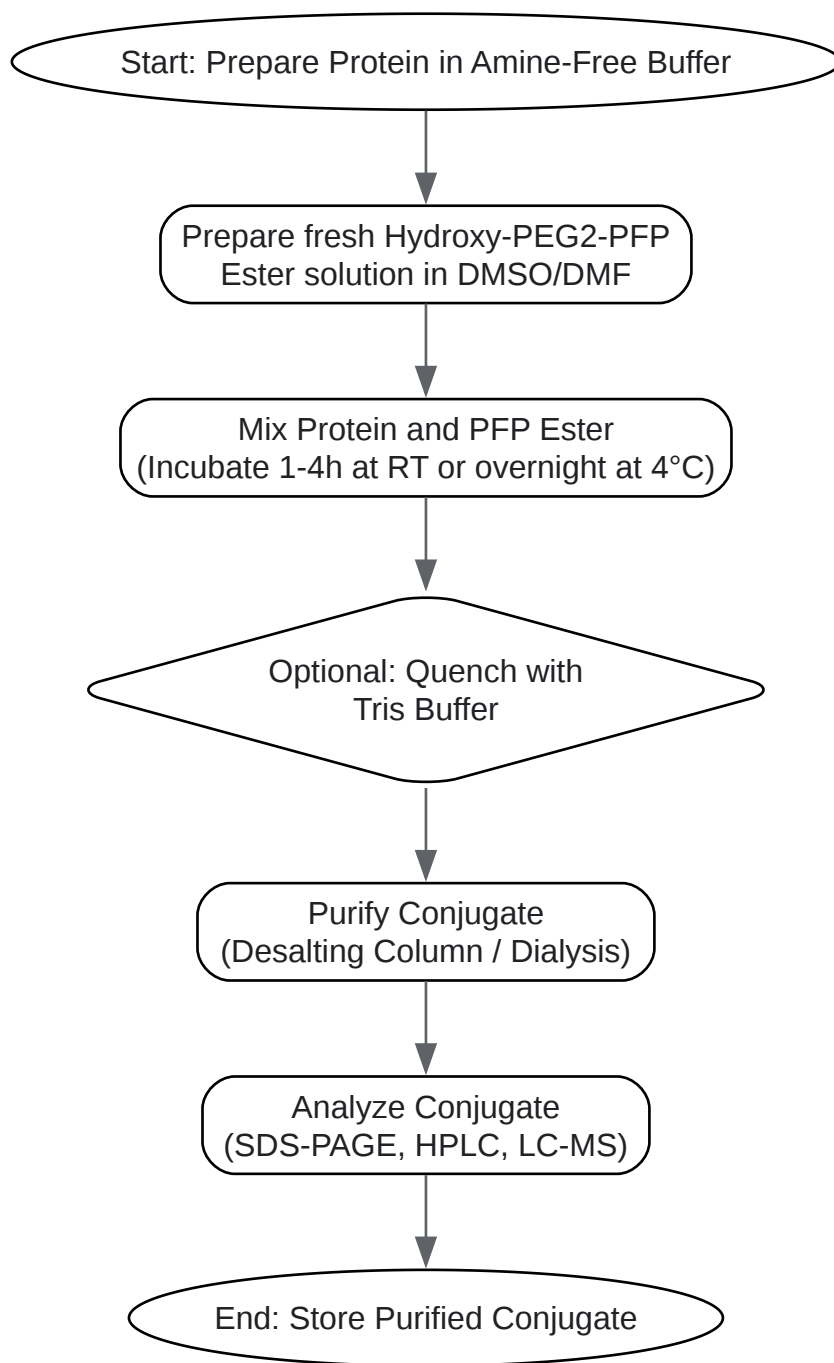 Start: Prepare Protein in Amine-Free Buffer
Prepare fresh Hydroxy-PEG2-PFP
Ester solution in DMSO/DMF
Mix Protein and PFP Ester
(Incubate 1-4h at RT or overnight at 4°C)
Optional: Quench with
Tris Buffer
Purify Conjugate
(Desalting Column / Dialysis)
Analyze Conjugate
(SDS-PAGE, HPLC, LC-MS)
End: Store Purified Conjugate